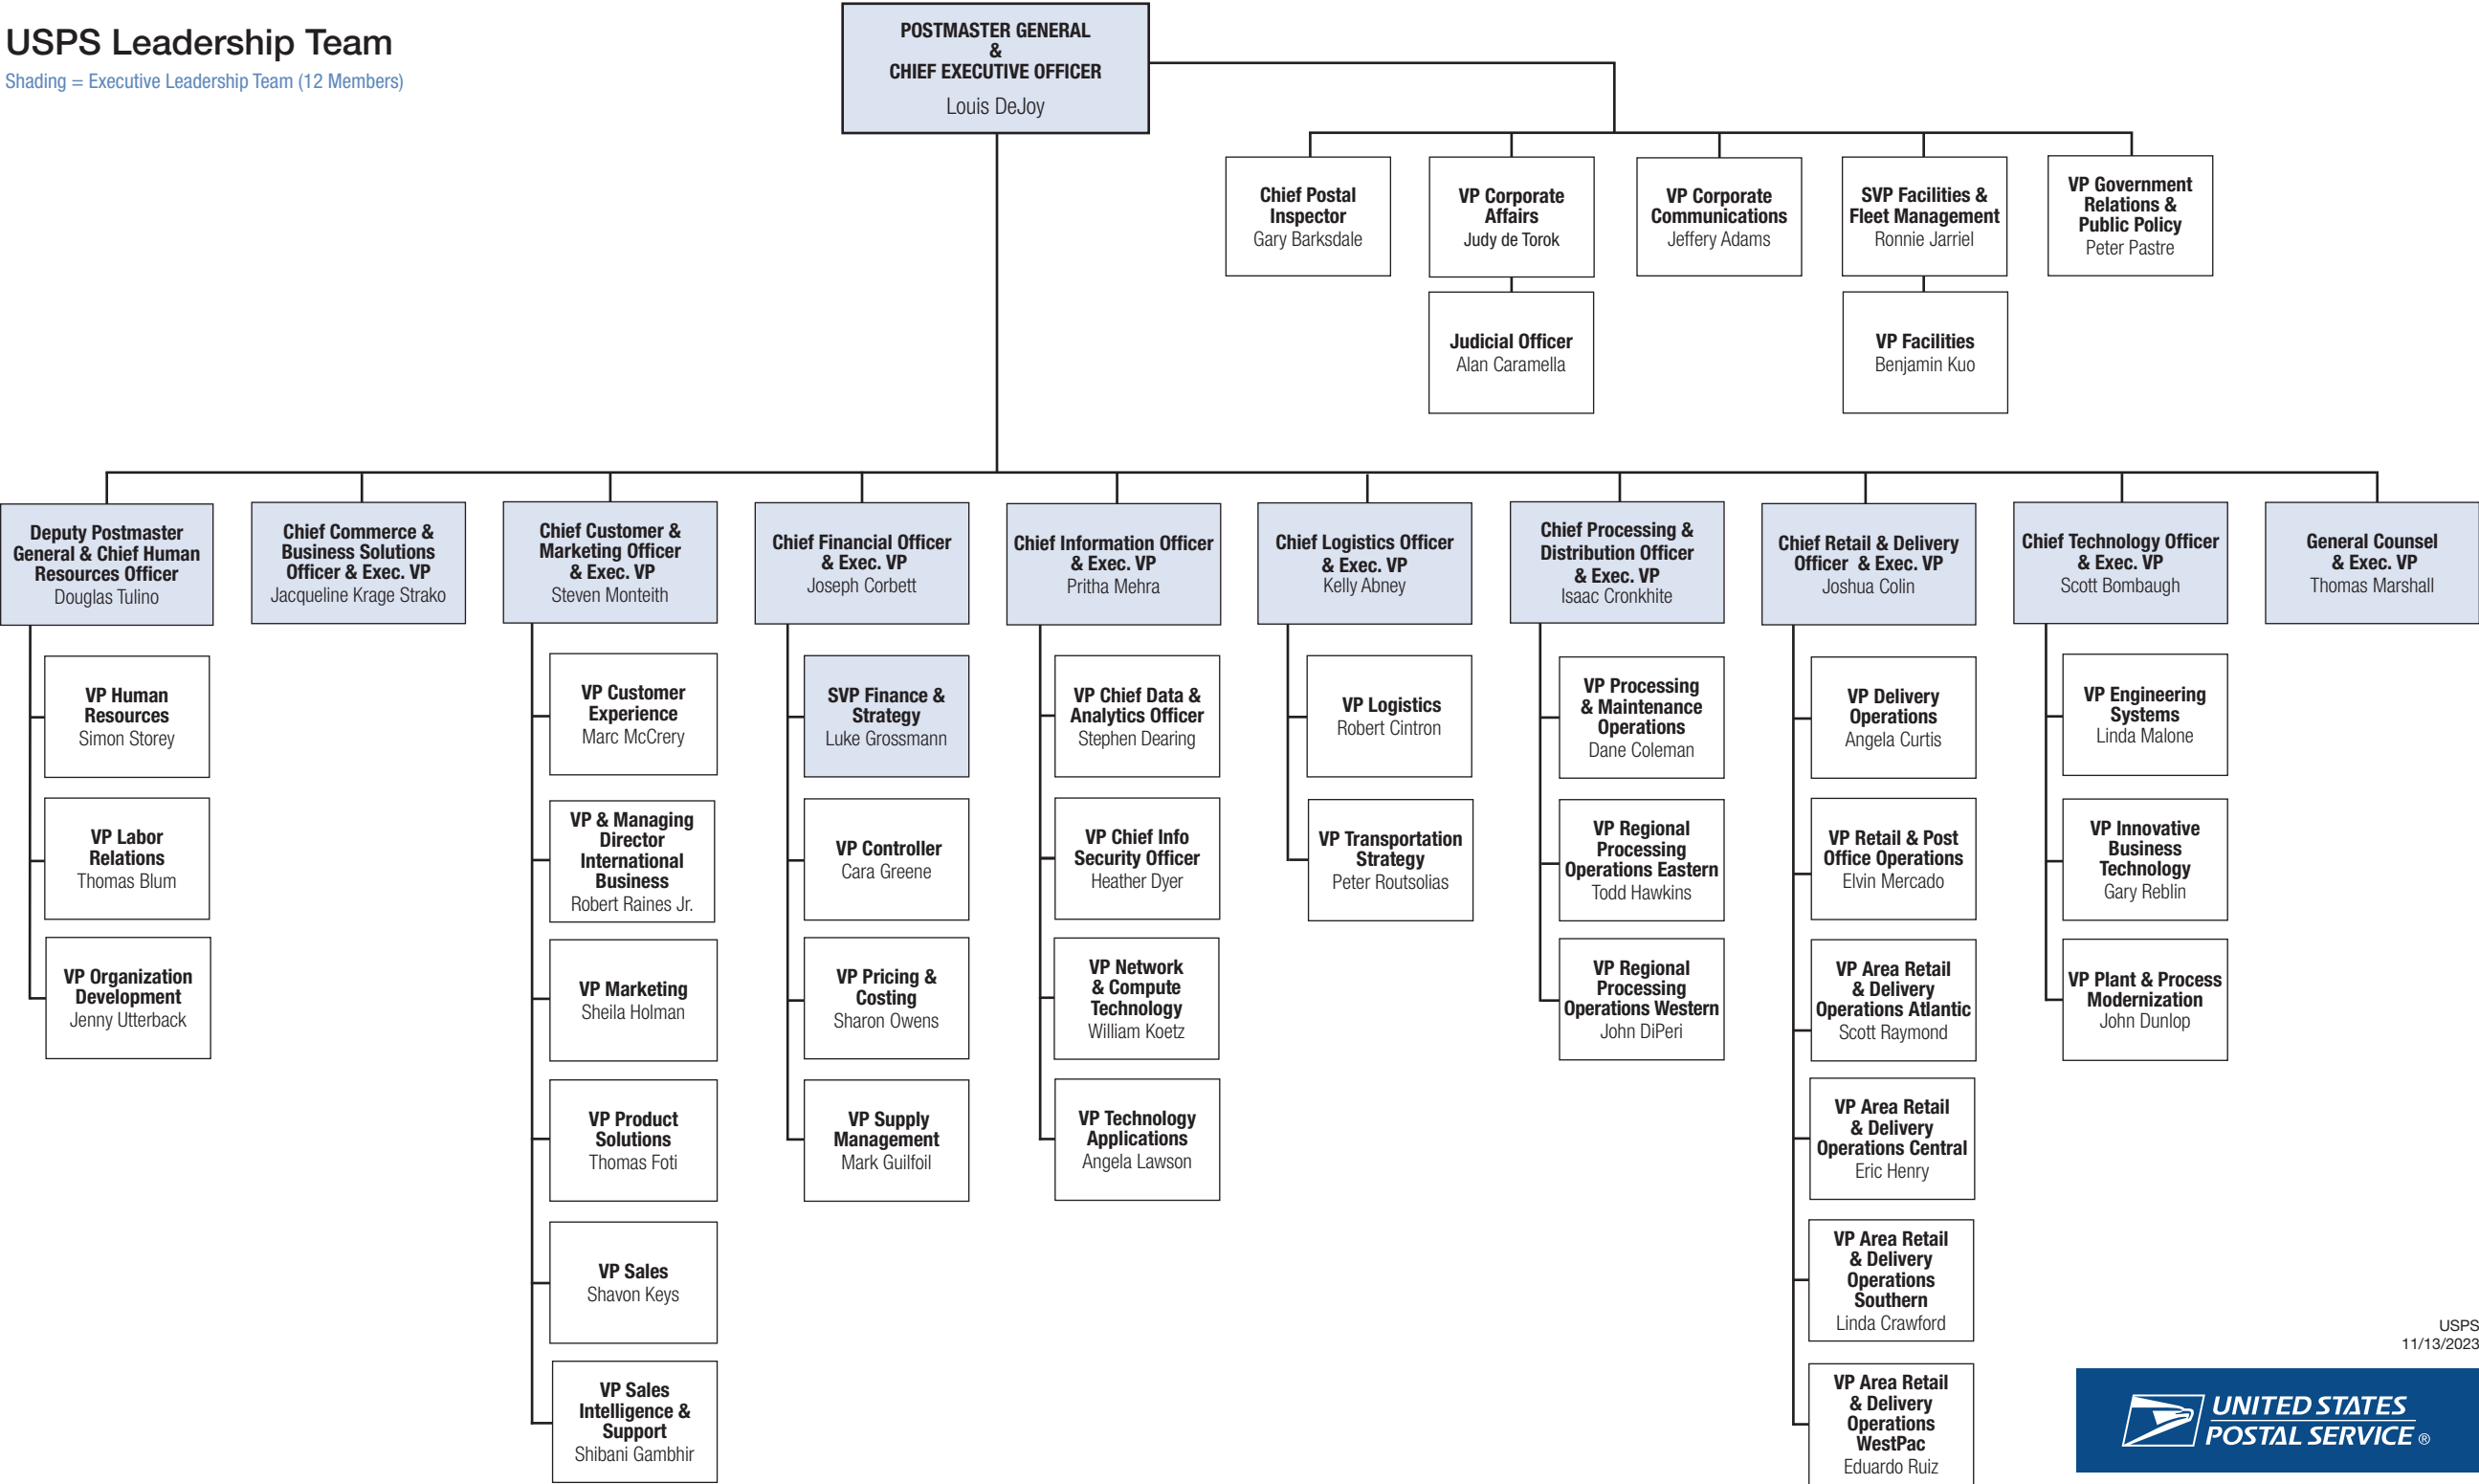 USPS Leadership Team
Shading = Executive Leadership Team (12 Members)
POSTMASTER GENERAL
&
CHIEF EXECUTIVE OFFICER
Louis DeJoy
Chief Postal
Inspector
Gary Barksdale
VP Corporate
Affairs
Judy de Torok
VP Corporate
Communications
Jeffery Adams
SVP Facilities &
Fleet Management
Ronnie Jarriel
VP Government
Relations &
Public Policy
Peter Pastre
Judicial Officer
Alan Caramella
VP Facilities
Benjamin Kuo
Deputy Postmaster
General & Chief Human
Resources Officer
Douglas Tulino
Chief Commerce &
Business Solutions
Officer & Exec. VP
Jacqueline Krage Strako
Chief Customer &
Marketing Officer
& Exec. VP
Steven Monteith
Chief Financial Officer
& Exec. VP
Joseph Corbett
Chief Information Officer
& Exec. VP
Pritha Mehra
Chief Logistics Officer
& Exec. VP
Kelly Abney
Chief Processing &
Distribution Officer
& Exec. VP
Isaac Cronkhite
Chief Retail & Delivery
Officer & Exec. VP
Joshua Colin
Chief Technology Officer
& Exec. VP
Scott Bombaugh
General Counsel
& Exec. VP
Thomas Marshall
VP Human
Resources
Simon Storey
VP Labor
Relations
Thomas Blum
VP Organization
Development
Jenny Utterback
VP Customer
Experience
Marc McCrery
VP & Managing
Director
International
Business
Robert Raines Jr.
VP Marketing
Sheila Holman
VP Product
Solutions
Thomas Foti
VP Sales
Shavon Keys
VP Sales
Intelligence &
Support
Shibani Gambhir
SVP Finance &
Strategy
Luke Grossmann
VP Controller
Cara Greene
VP Pricing &
Costing
Sharon Owens
VP Supply
Management
Mark Guilfoil
VP Chief Data &
Analytics Officer
Stephen Dearing
VP Chief Info
Security Officer
Heather Dyer
VP Network
& Compute
Technology
William Koetz
VP Technology
Applications
Angela Lawson
VP Logistics
Robert Cintron
VP Transportation
Strategy
Peter Routsolias
VP Processing
& Maintenance
Operations
Dane Coleman
VP Regional
Processing
Operations Eastern
Todd Hawkins
VP Regional
Processing
Operations Western
John DiPeri
VP Delivery
Operations
Angela Curtis
VP Retail & Post
Office Operations
Elvin Mercado
VP Area Retail
& Delivery
Operations Atlantic
Scott Raymond
VP Area Retail
& Delivery
Operations Central
Eric Henry
VP Area Retail
& Delivery
Operations
Southern
Linda Crawford
VP Area Retail
& Delivery
Operations
WestPac
Eduardo Ruiz
VP Engineering
Systems
Linda Malone
VP Innovative
Business
Technology
Gary Reblin
VP Plant & Process
Modernization
John Dunlop
USPS
11/13/2023
UNITED STATES
POSTAL SERVICE ®